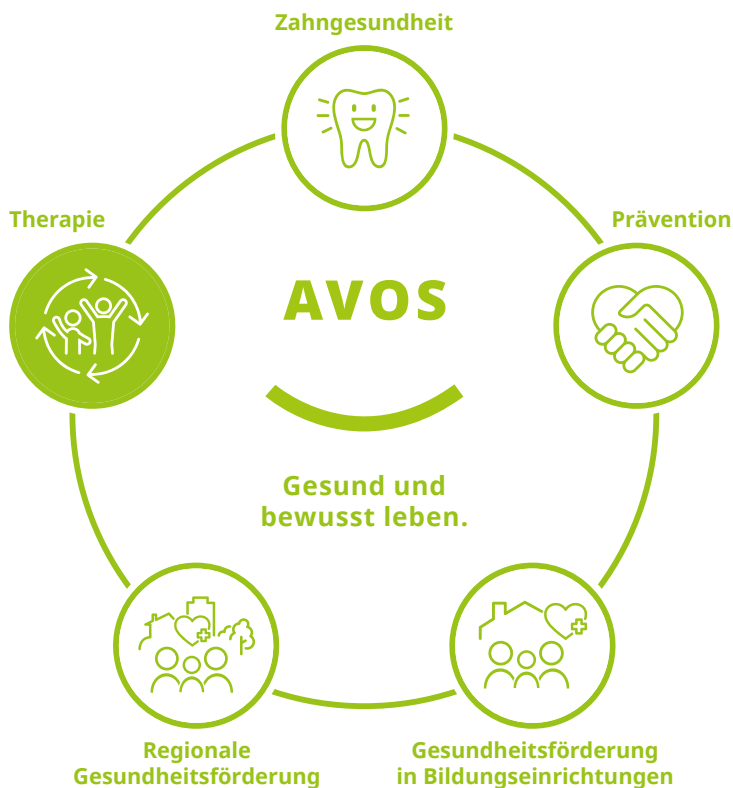 Zahngesundheit
Therapie
Prävention
AVOS
Gesund und
bewusst leben.
Regionale
Gesundheitsförderung
Gesundheitsförderung
in Bildungseinrichtungen